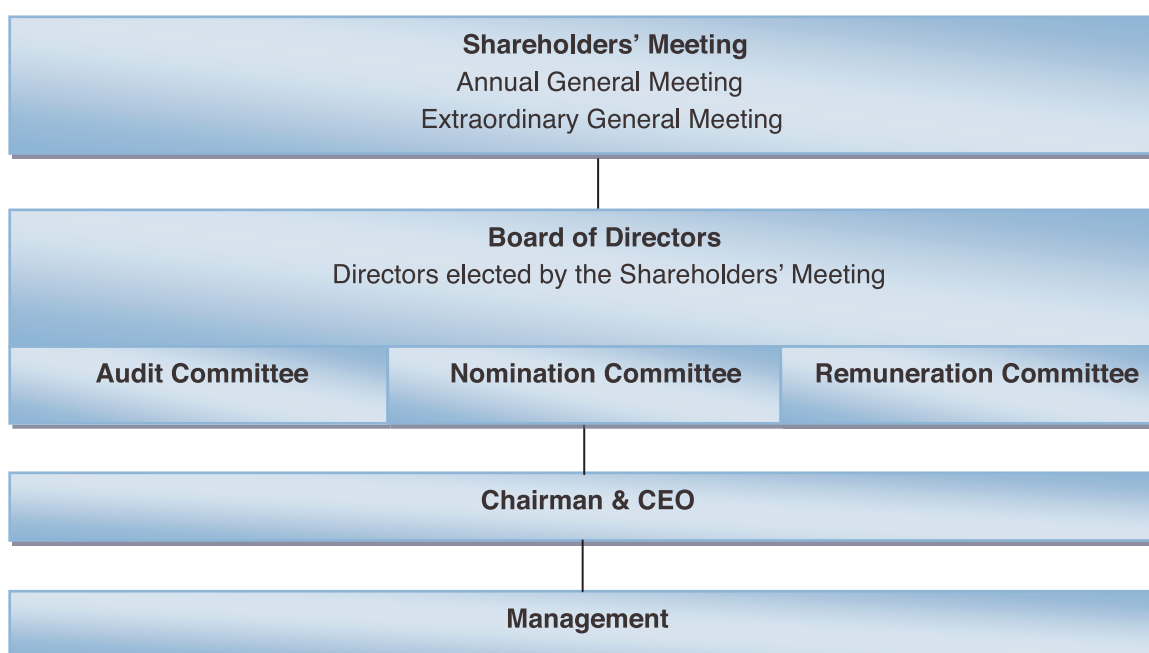 Shareholders’ Meeting
Annual General Meeting
Extraordinary General Meeting
Board of Directors
Directors elected by the Shareholders’ Meeting
Audit Committee
Nomination Committee
Remuneration Committee
Chairman & CEO
Management